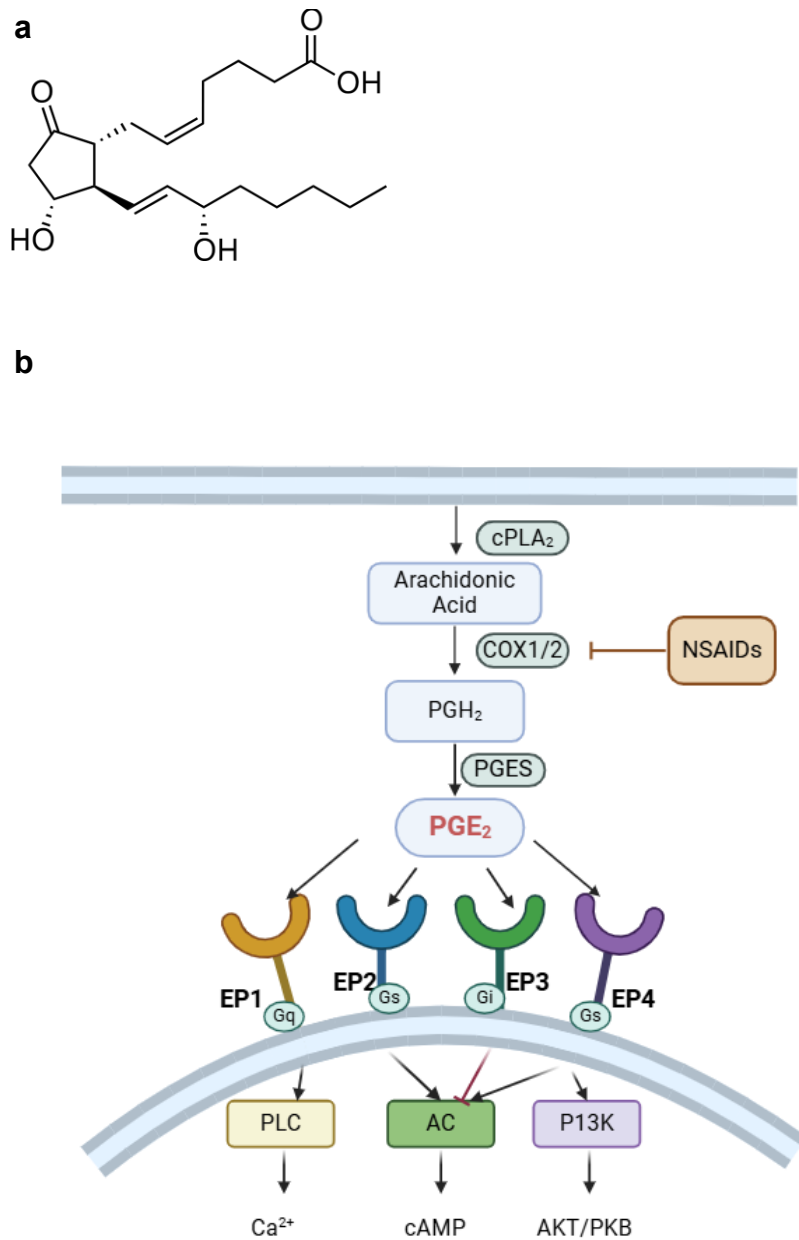 a
O
OH
O
HO
OH
b
cPLA₂
Arachidonic
Acid
COX1/2
NSAIDs
PGH₂
PGES
PGE₂
EP1
EP2
EP3
EP4
Gq
Gs
Gi
Gs
PLC
AC
P13K
Ca²⁺
cAMP
AKT/PKB